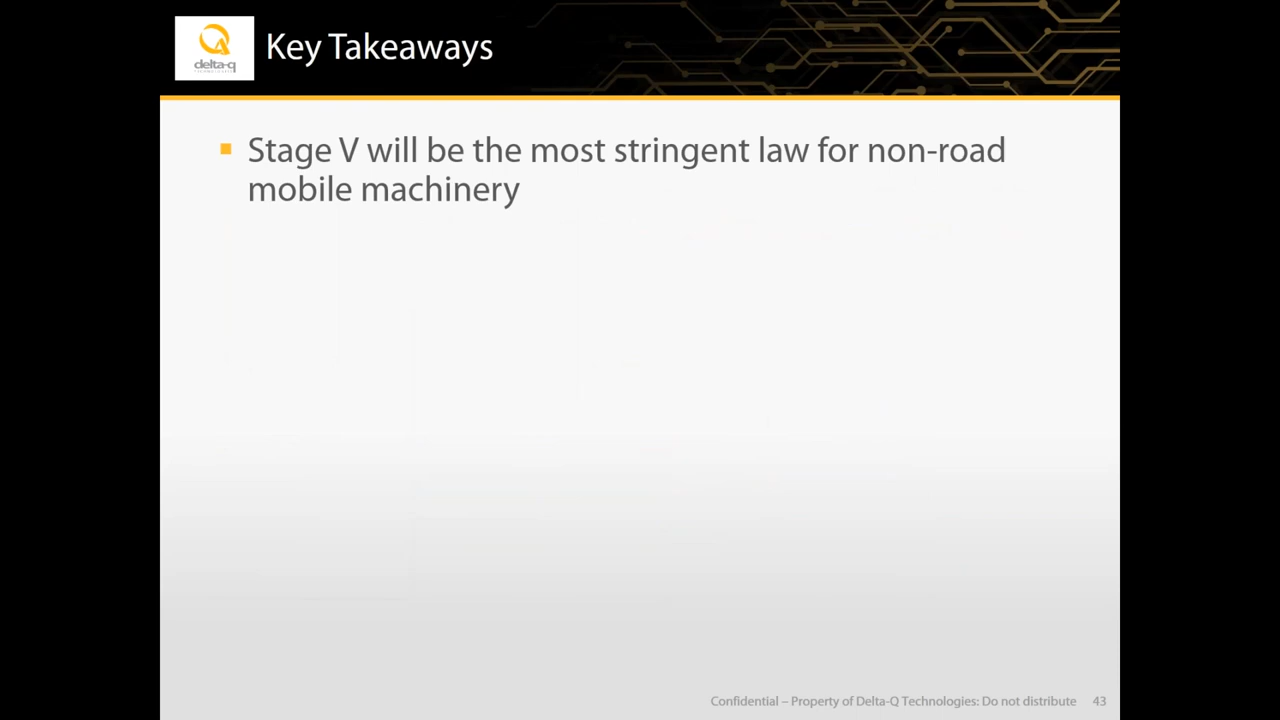 delta-q
Key Takeaways
Stage V will be the most stringent law for non-road
mobile machinery
Confidential – Property of Delta-Q Technologies: Do not distribute 43